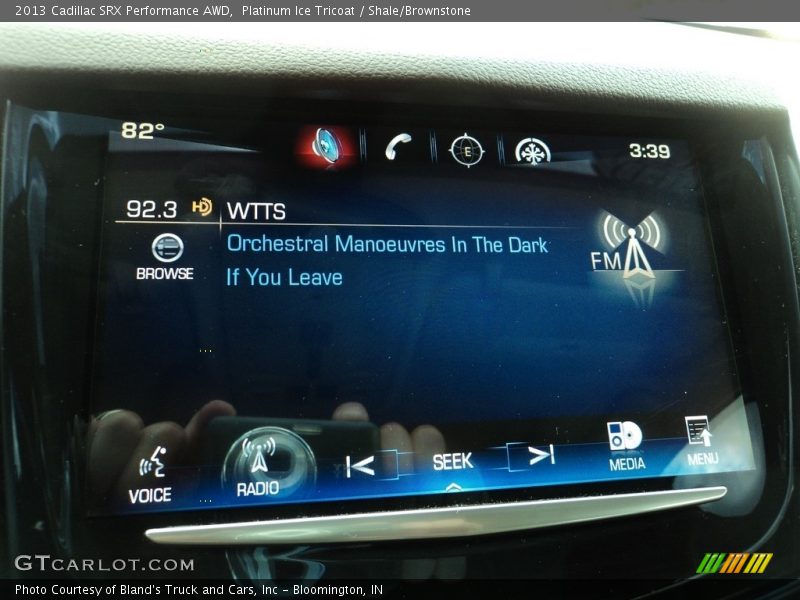 2013 Cadillac SRX Performance AWD,  Platinum Ice Tricoat / Shale/Brownstone
82°
E
3:39
92.3 HD WTTS
Orchestral Manoeuvres In The Dark
BROWSE
If You Leave
FM
VOICE
RADIO
SEEK
MEDIA
MENU
GTCARLOT.COM
Photo Courtesy of Bland's Truck and Cars, Inc - Bloomington, IN